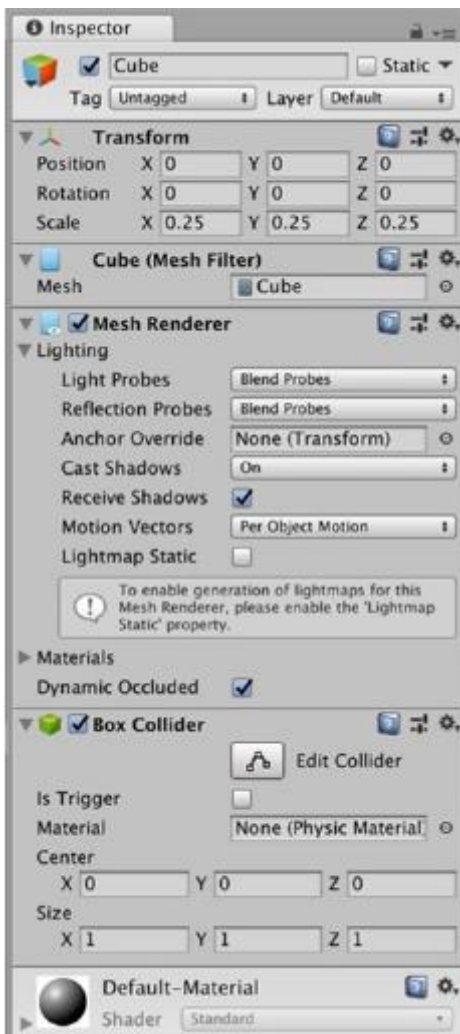 Inspector
Cube Static
Tag Untagged Layer Default
Transform
Position X 0 Y 0 Z 0
Rotation X 0 Y 0 Z 0
Scale X 0.25 Y 0.25 Z 0.25
Cube (Mesh Filter)
Mesh Cube
Mesh Renderer
Lighting
Light Probes Blend Probes
Reflection Probes Blend Probes
Anchor Override None (Transform)
Cast Shadows On
Receive Shadows
Motion Vectors Per Object Motion
Lightmap Static
To enable generation of lightmaps for this
Mesh Renderer, please enable the 'Lightmap
Static' property.
Materials
Dynamic Occluded
Box Collider
Edit Collider
Is Trigger
Material None (Physic Material
Center
X 0 Y 0 Z 0
Size
X 1 Y 1 Z 1
Default-Material
Shader Standard